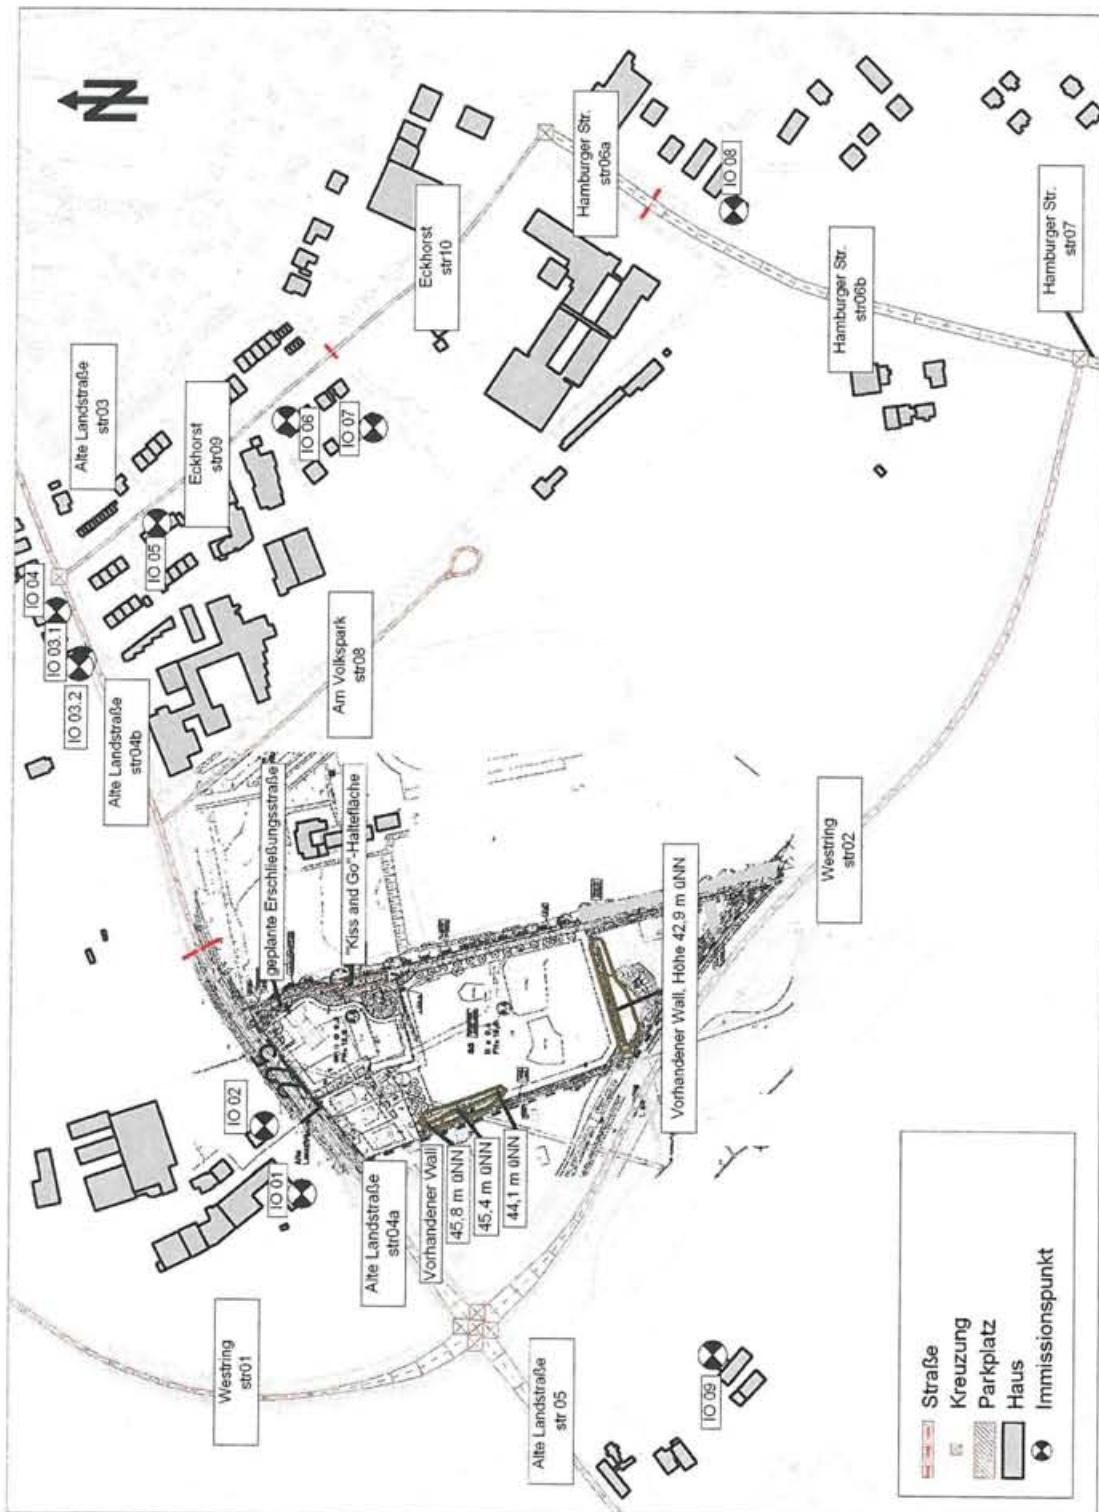 Westring
str01
Alte Landstraße
str 05
IO 09
IO 01
IO 02
Alte Landstraße
str04a
Vorhandener Wall
45,8 m üNN
45,4 m üNN
44,1 m üNN
geplante Erschließungsstraße
"Kiss and Go"-Haltefläche
Vorhandener Wall, Höhe 42,9 m üNN
Westring
str02
Alte Landstraße
str04b
Am Volkspark
str08
IO 03.2
IO 03.1
IO 04
IO 05
Alte Landstraße
str03
Eckhorst
str09
IO 06
IO 07
Eckhorst
str10
Hamburger Str.
str06a
IO 08
Hamburger Str.
str06b
Hamburger Str.
str07
N
Straße
Kreuzung
Parkplatz
Haus
Immissionspunkt